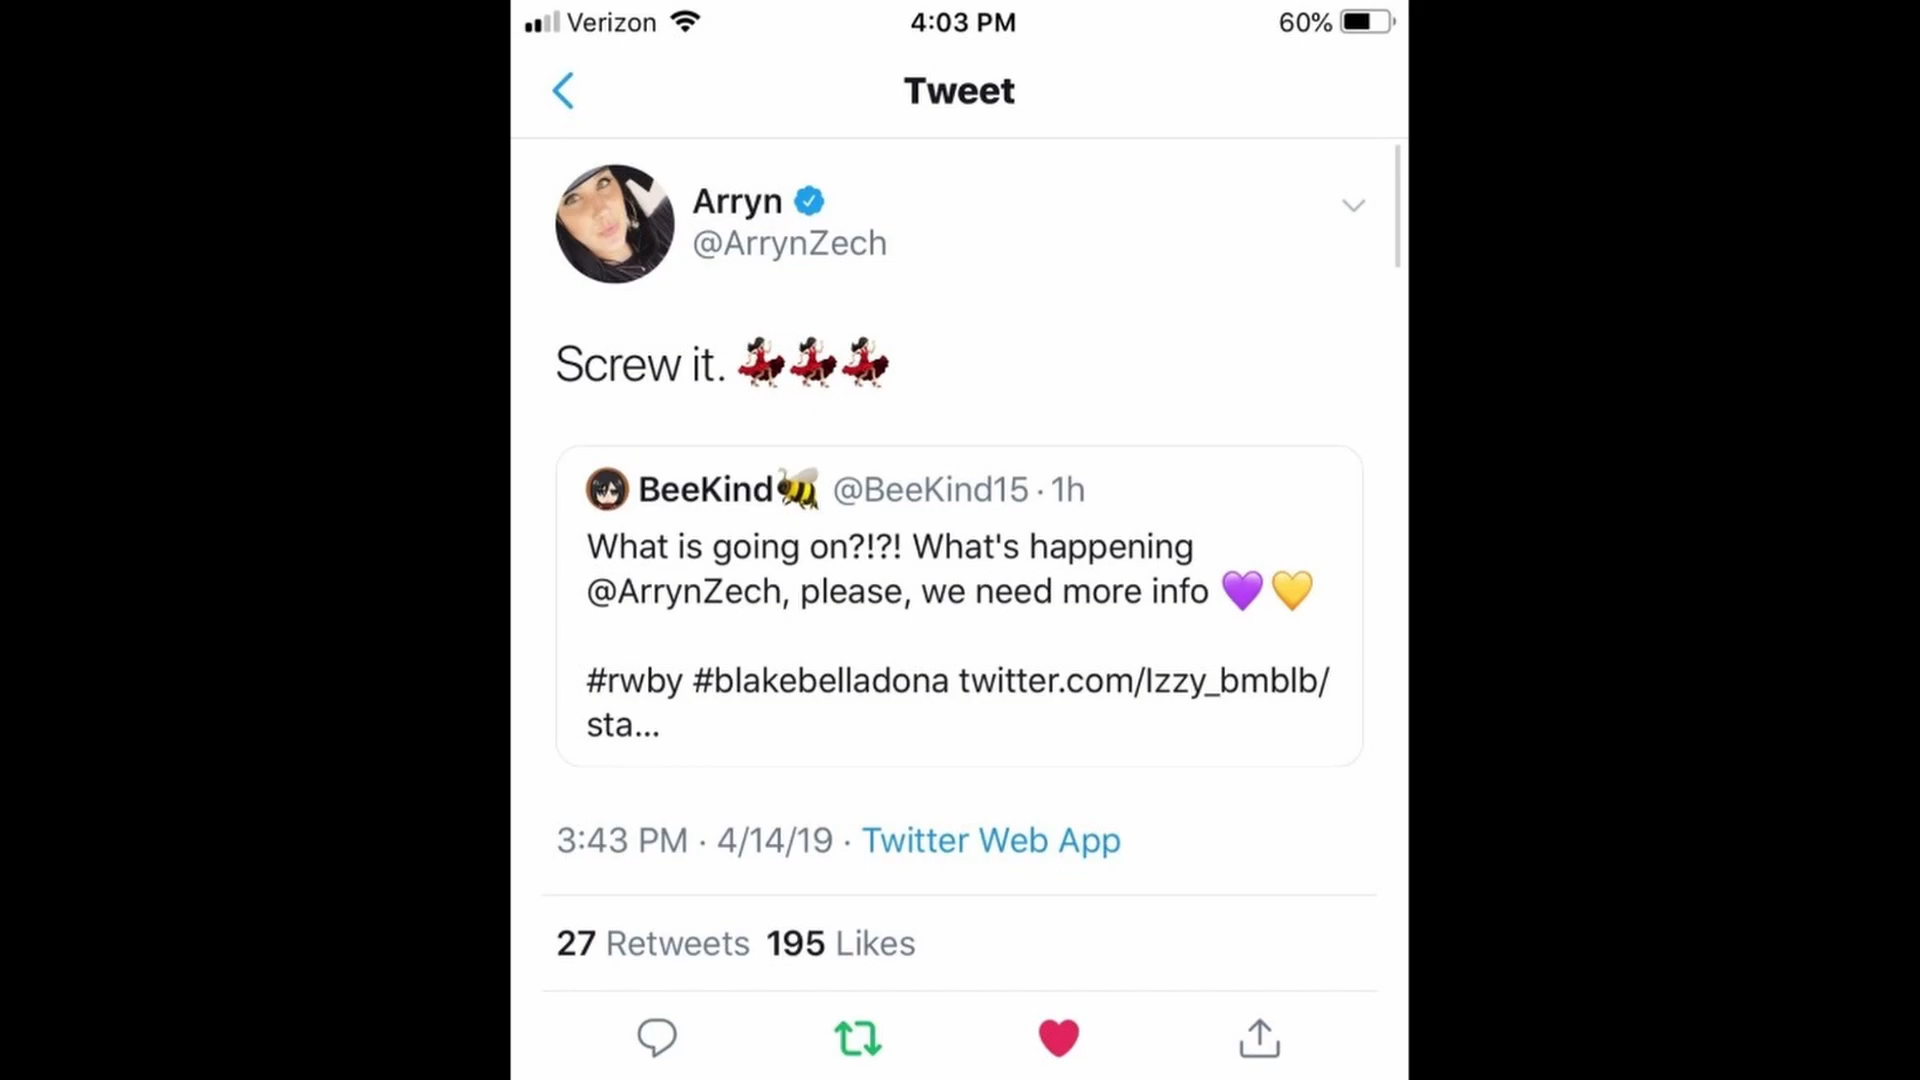 Verizon 4:03 PM 60%
Tweet
Arryn
@ArrynZech
Screw it. 💃🏻💃🏻💃🏻
BeeKind🐝 @BeeKind15 · 1h
What is going on?!?! What's happening
@ArrynZech, please, we need more info 💜 💛
#rwby #blakebelladona twitter.com/Izzy_bmblb/
sta...
3:43 PM · 4/14/19 · Twitter Web App
27 Retweets 195 Likes